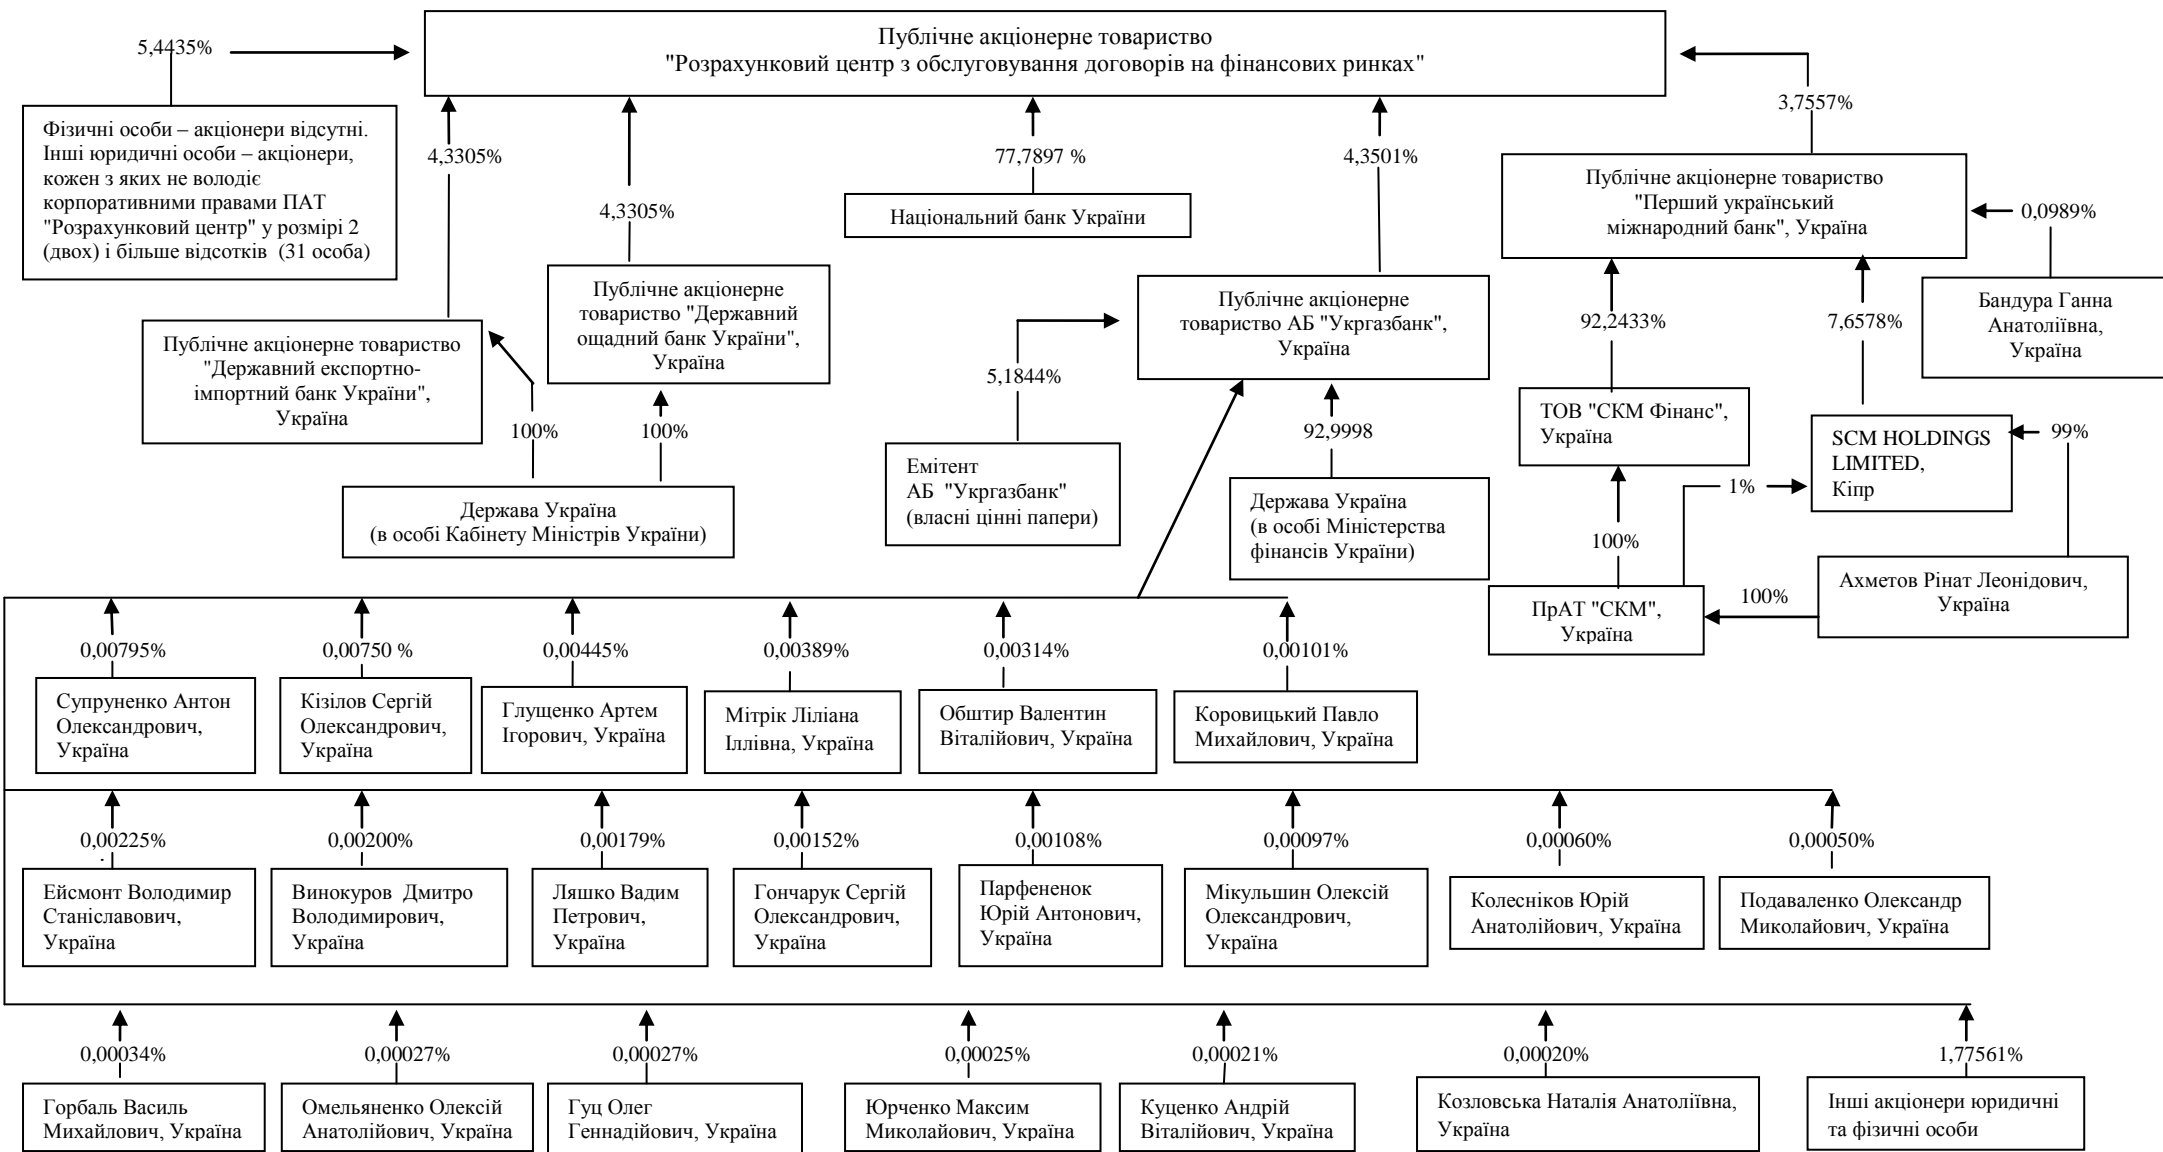 Публічне акціонерне товариство
"Розрахунковий центр з обслуговування договорів на фінансових ринках"
5,4435%
3,7557%
Фізичні особи – акціонери відсутні.
Інші юридичні особи – акціонери,
кожен з яких не володіє
корпоративними правами ПАТ
"Розрахунковий центр" у розмірі 2
(двох) і більше відсотків (31 особа)
4,3305%
4,3305%
77,7897 %
4,3501%
Національний банк України
Публічне акціонерне товариство
"Перший український
міжнародний банк", Україна
0,0989%
Бандура Ганна
Анатоліївна,
Україна
Публічне акціонерне товариство
"Державний експортно-
імпортний банк України",
Україна
Публічне акціонерне
товариство "Державний
ощадний банк України",
Україна
Публічне акціонерне
товариство АБ "Укргазбанк",
Україна
92,2433%
7,6578%
5,1844%
100%
100%
92,9998
ТОВ "СКМ Фінанс",
Україна
SCM HOLDINGS
LIMITED,
Кіпр
99%
Держава Україна
(в особі Кабінету Міністрів України)
Емітент
АБ "Укргазбанк"
(власні цінні папери)
Держава Україна
(в особі Міністерства
фінансів України)
1%
100%
ПрАТ "СКМ",
Україна
100%
Ахметов Рінат Леонідович,
Україна
0,00795%
0,00750 %
0,00445%
0,00389%
0,00314%
0,00101%
Супруненко Антон
Олександрович,
Україна
Кізілов Сергій
Олександрович,
Україна
Глущенко Артем
Ігорович, Україна
Мітрік Ліліана
Іллівна, Україна
Обштир Валентин
Віталійович, Україна
Коровицький Павло
Михайлович, Україна
0,00225%
0,00200%
0,00179%
0,00152%
0,00108%
0,00097%
0,00060%
0,00050%
Ейсмонт Володимир
Станіславович,
Україна
Винокуров Дмитро
Володимирович,
Україна
Ляшко Вадим
Петрович,
Україна
Гончарук Сергій
Олександрович,
Україна
Парфененок
Юрій Антонович,
Україна
Мікульшин Олексій
Олександрович,
Україна
Колесніков Юрій
Анатолійович, Україна
Подаваленко Олександр
Миколайович, Україна
0,00034%
0,00027%
0,00027%
0,00025%
0,00021%
0,00020%
1,77561%
Горбаль Василь
Михайлович, Україна
Омельяненко Олексій
Анатолійович, Україна
Гуц Олег
Геннадійович, Україна
Юрченко Максим
Миколайович, Україна
Куценко Андрій
Віталійович, Україна
Козловська Наталія Анатоліївна,
Україна
Інші акціонери юридичні
та фізичні особи